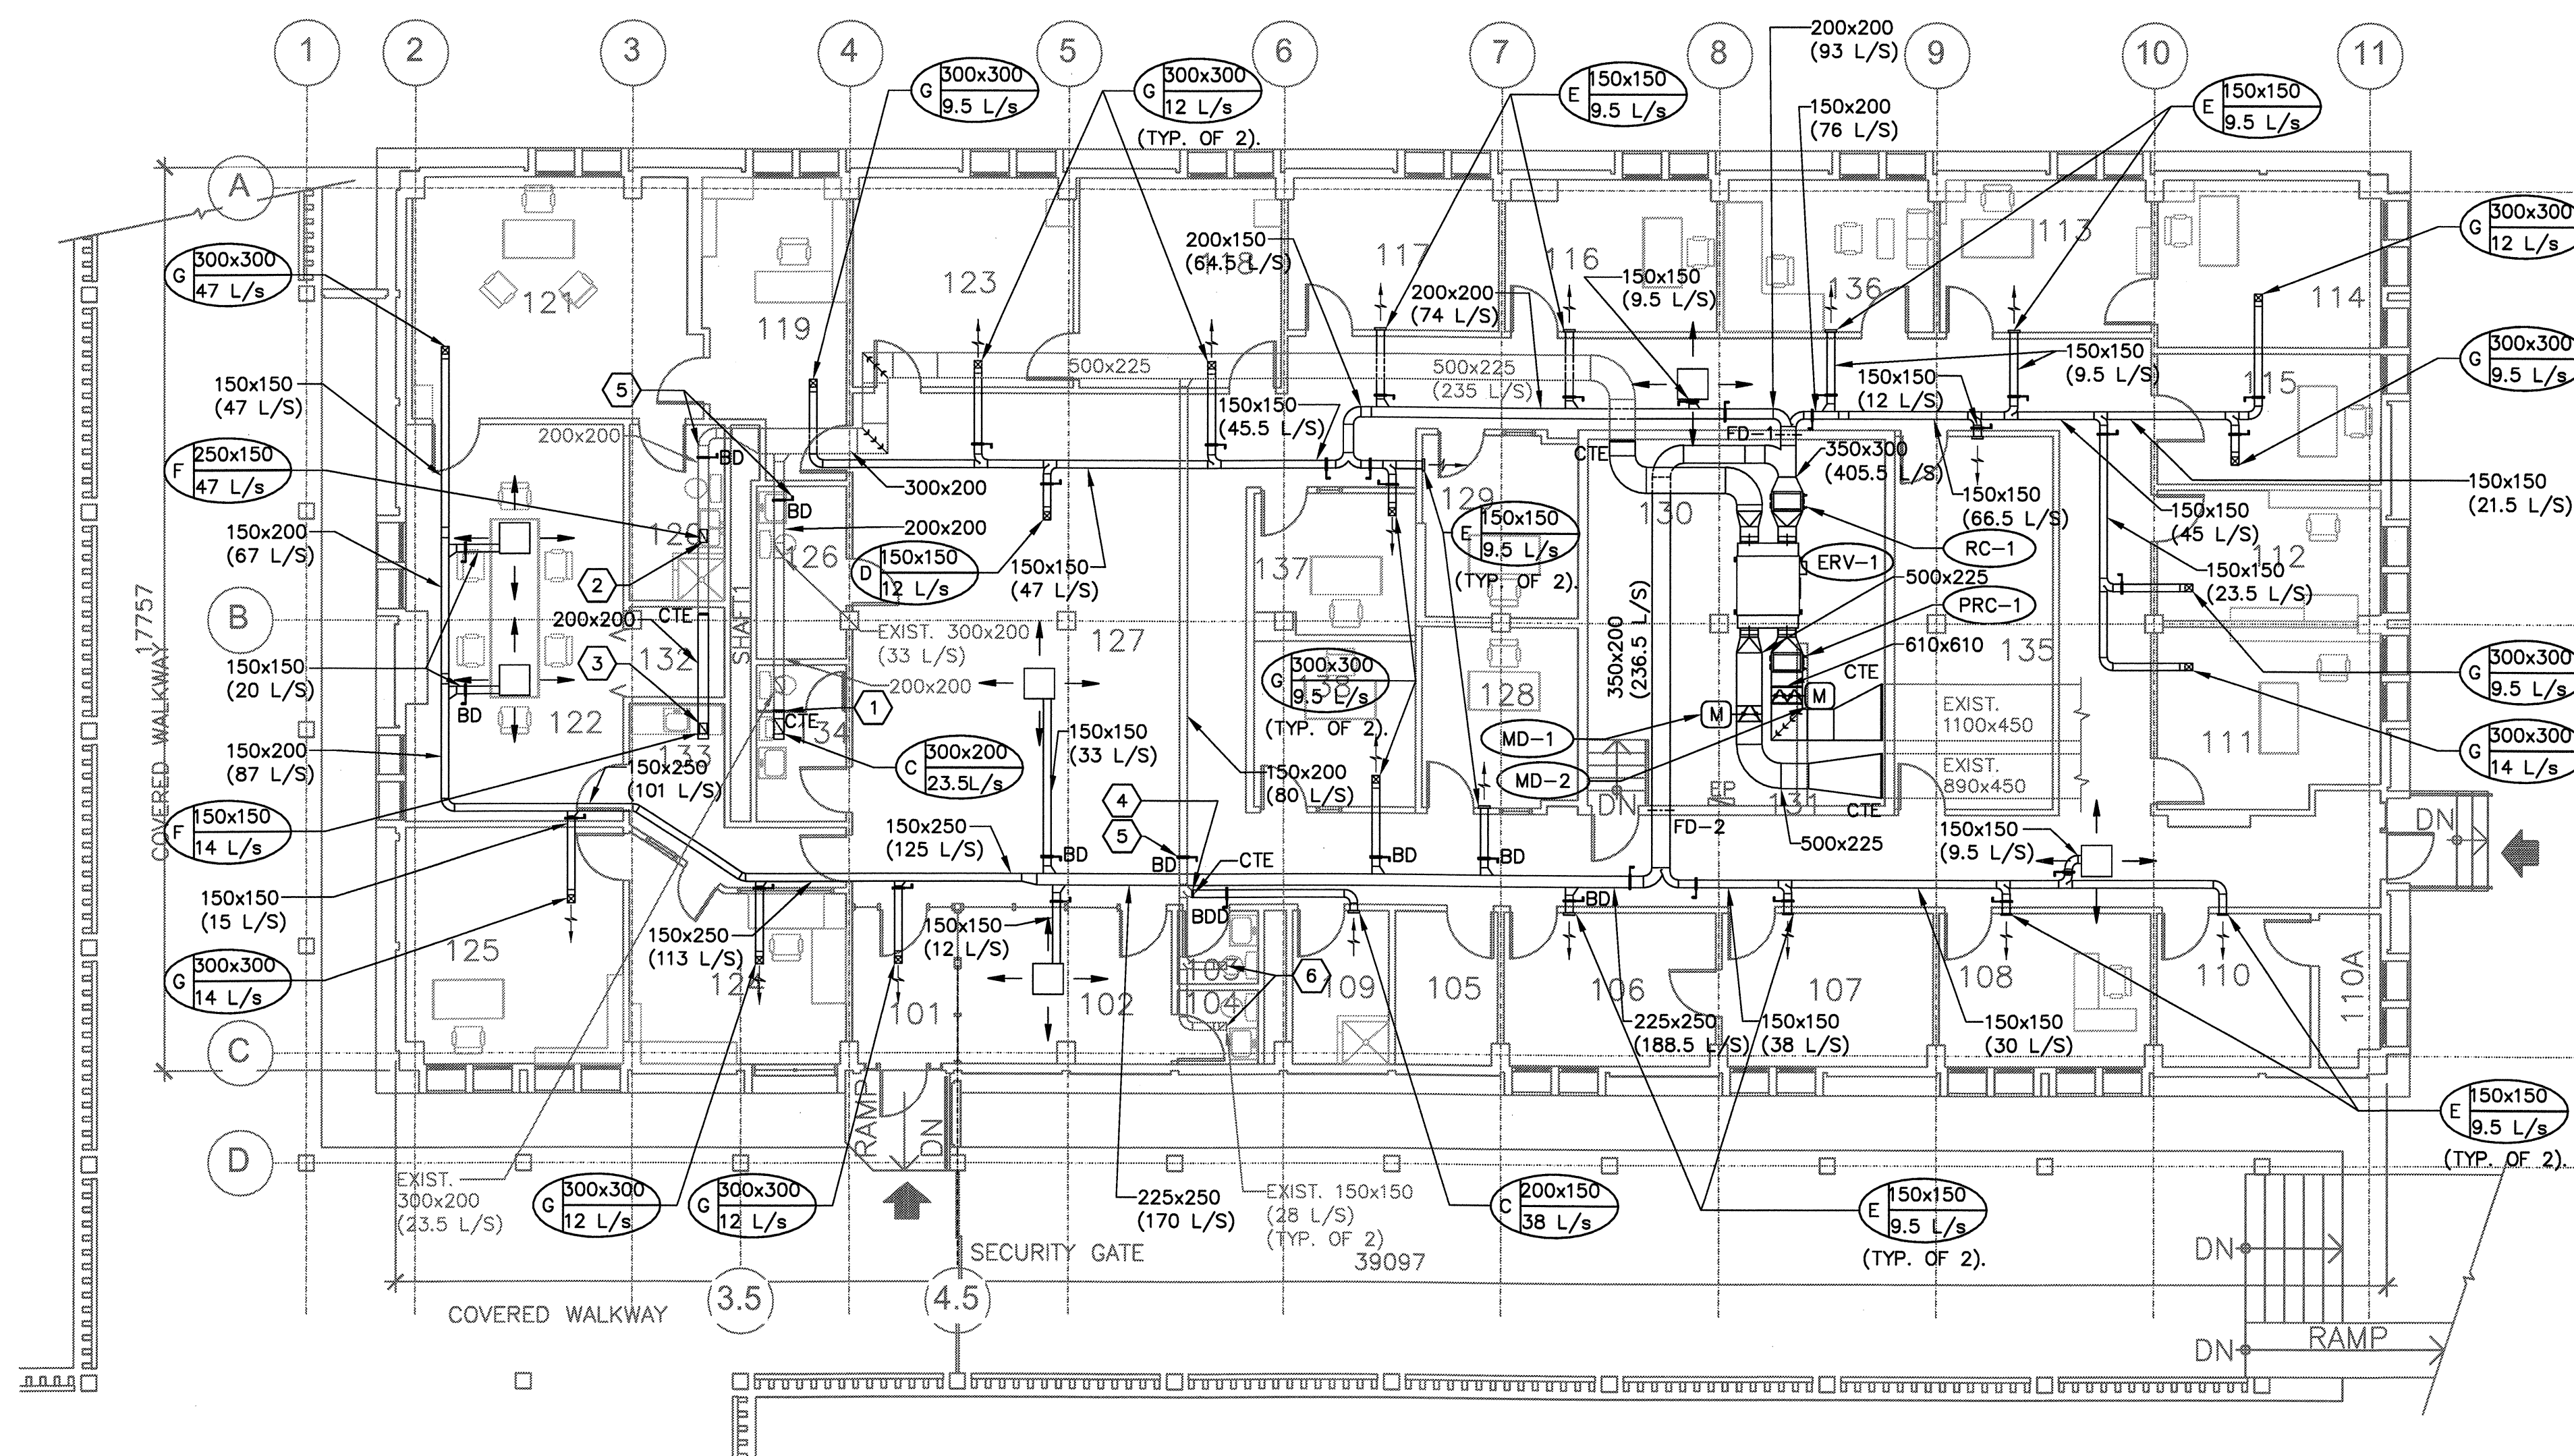 1
2
3
4
5
6
7
8
9
10
11
200x200
(93 L/S)
G
300x300
9.5 L/s
G
300x300
12 L/s
(TYP. OF 2).
E
150x150
9.5 L/s
150x200
(76 L/S)
E
150x150
9.5 L/s
A
G
300x300
47 L/s
121
119
123
118
200x150
(64.5 L/S)
117
116
150x150
(9.5 L/S)
200x200
(74 L/S)
136
113
114
G
300x300
12 L/s
115
G
300x300
9.5 L/s
150x150
(47 L/S)
5
500x225
500x225
(235 L/S)
150x150
(9.5 L/S)
150x150
(12 L/S)
200x200
BD
150x150
(45.5 L/S)
FD-1
CTE
350x300
(405.5 L/S)
F
250x150
47 L/s
300x200
BD
200x200
129
130
150x150
(66.5 L/S)
150x150
(45 L/S)
150x150
(21.5 L/S)
150x200
(67 L/S)
120
126
D
150x150
12 L/s
150x150
(47 L/S)
137
E
150x150
9.5 L/s
(TYP. OF 2).
RC-1
ERV-1
112
2
500x225
150x150
(23.5 L/S)
17757
COVERED WALKWAY
B
CTE
200x200
SHAFT 1
EXIST. 300x200
(33 L/S)
127
PRC-1
610x610
135
350x200
(236.5 L/S)
150x150
(20 L/S)
3
132
200x200
G
300x300
9.5 L/s
(TYP. OF 2).
138
128
CTE
M
M
G
300x300
9.5 L/s
BD
122
1
CTE
134
150x150
(33 L/S)
MD-1
EXIST.
1100x450
111
G
300x300
14 L/s
150x200
(87 L/S)
133
C
300x200
23.5L/s
150x250
(101 L/S)
150x200
(80 L/S)
MD-2
EXIST.
890x450
DN
EP
131
CTE
F
150x150
14 L/s
4
5
150x250
(125 L/S)
BD
BD
CTE
BD
BD
FD-2
500x225
150x150
(9.5 L/S)
DN
150x150
(15 L/S)
BDD
BD
125
G
300x300
14 L/s
150x250
(113 L/S)
124
150x150
(12 L/S)
101
102
103
104
6
109
105
106
107
108
110
110A
225x250
(188.5 L/S)
150x150
(38 L/S)
150x150
(30 L/S)
C
RAMP
DN
E
150x150
9.5 L/s
(TYP. OF 2).
D
EXIST.
300x200
(23.5 L/S)
G
300x300
12 L/s
G
300x300
12 L/s
225x250
(170 L/S)
EXIST. 150x150
(28 L/S)
(TYP. OF 2)
C
200x150
38 L/s
E
150x150
9.5 L/s
(TYP. OF 2).
SECURITY GATE
39097
DN
3.5
4.5
COVERED WALKWAY
DN
RAMP